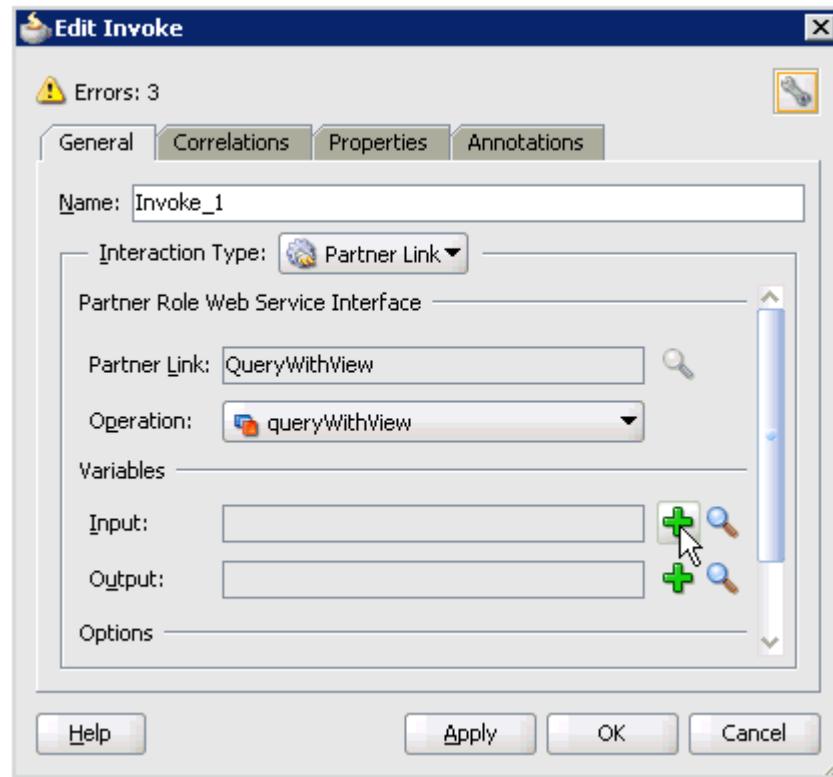 Edit Invoke
Errors: 3
General Correlations Properties Annotations
Name: Invoke_1
Interaction Type: Partner Link
Partner Role Web Service Interface
Partner Link: QueryWithView
Operation: queryWithView
Variables
Input:
Output:
Options
Help Apply OK Cancel